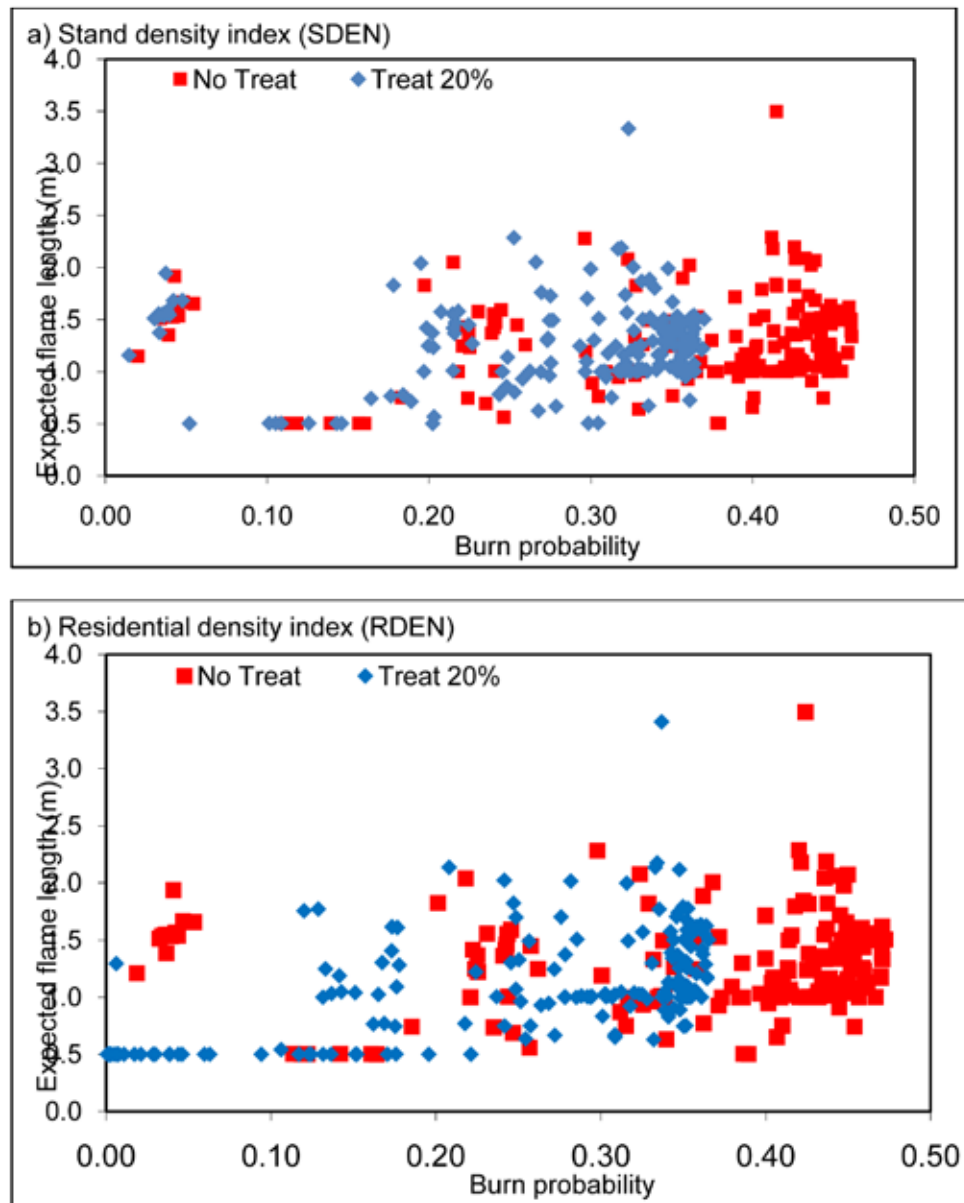 a) Stand density index (SDEN)
No Treat
Treat 20%
Expected flame length (m)
4.0
3.5
3.0
2.5
2.0
1.5
1.0
0.5
0.0
0.00 0.10 0.20 0.30 0.40 0.50
Burn probability
b) Residential density index (RDEN)
No Treat
Treat 20%
Expected flame length (m)
4.0
3.5
3.0
2.5
2.0
1.5
1.0
0.5
0.0
0.00 0.10 0.20 0.30 0.40 0.50
Burn probability